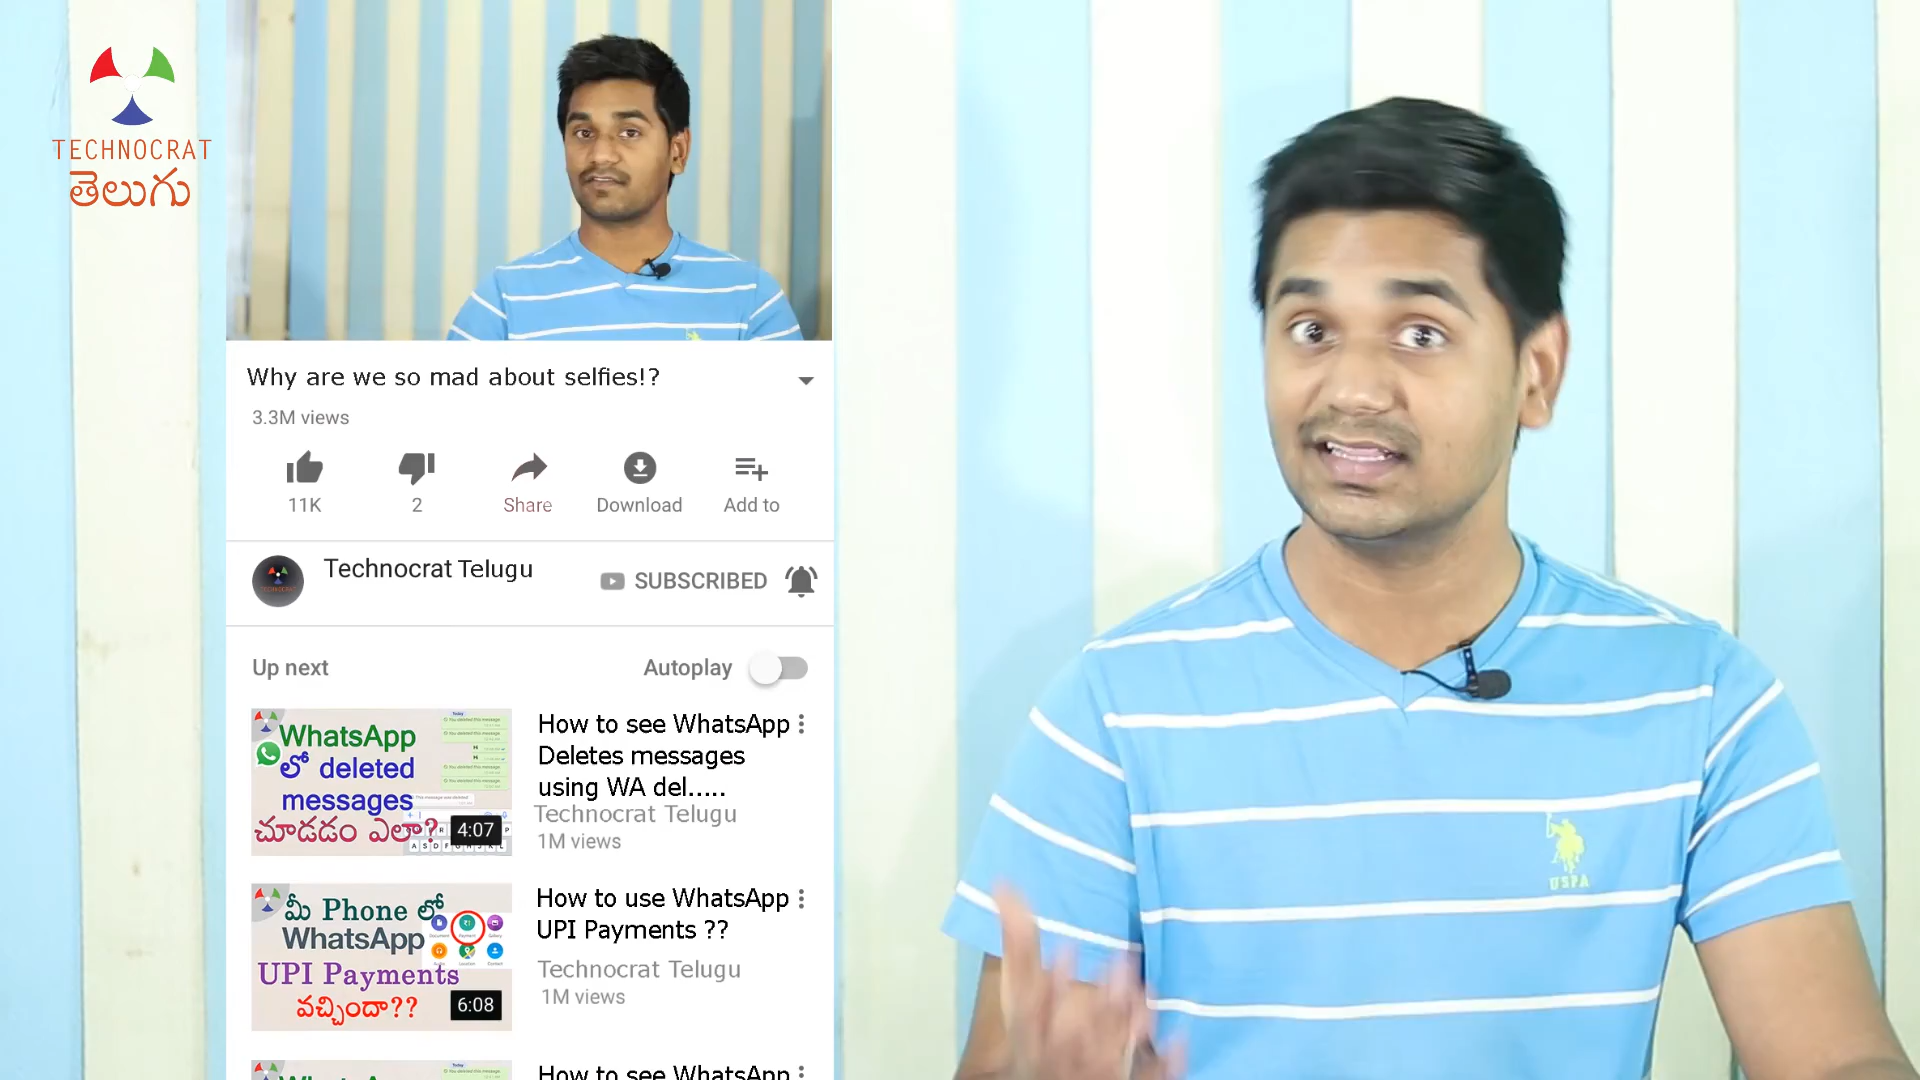 TECHNOCRAT
తెలుగు
Why are we so mad about selfies!?
3.3M views
11K
2
Share
Download
Add to
Technocrat Telugu
SUBSCRIBED
Up next
Autoplay
WhatsApp
లో deleted
messages
చూడడం ఎలా?
4:07
How to see WhatsApp
Deletes messages
using WA del.....
Technocrat Telugu
1M views
మీ Phone లో
WhatsApp
UPI Payments
వచ్చిందా??
6:08
How to use WhatsApp
UPI Payments ??
Technocrat Telugu
1M views
How to see WhatsApp
USPA